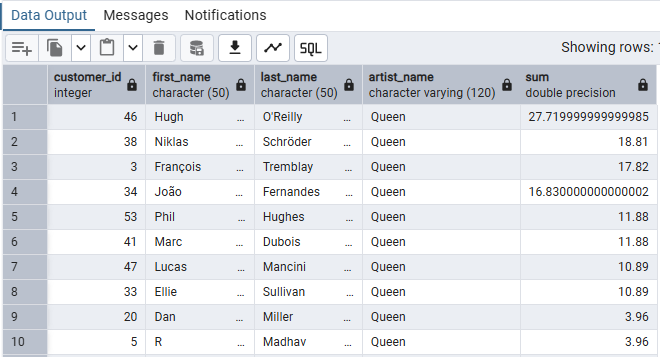 Data Output Messages Notifications
SQL Showing rows:
customer_id first_name last_name artist_name sum
integer character (50) character (50) character varying (120) double precision
1 46 Hugh ... O'Reilly ... Queen 27.719999999999985
2 38 Niklas ... Schröder ... Queen 18.81
3 3 François ... Tremblay ... Queen 17.82
4 34 João ... Fernandes ... Queen 16.830000000000002
5 53 Phil ... Hughes ... Queen 11.88
6 41 Marc ... Dubois ... Queen 11.88
7 47 Lucas ... Mancini ... Queen 10.89
8 33 Ellie ... Sullivan ... Queen 10.89
9 20 Dan ... Miller ... Queen 3.96
10 5 R ... Madhav ... Queen 3.96